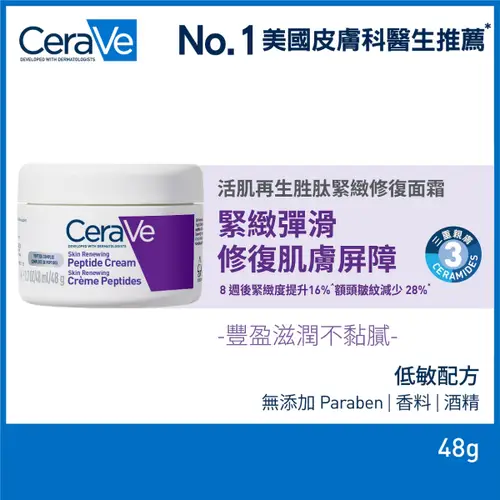 CeraVe
DEVELOPED WITH DERMATOLOGISTS
No.1美國皮膚科醫生推薦*
活肌再生胜肽緊緻修復面霜
緊緻彈滑
修復肌膚屏障
8 週後緊緻度提升16%^額頭皺紋減少 28%*
三重親膚
3
CERAMIDES
CeraVe
DEVELOPED WITH DERMATOLOGISTS
Skin Renewing
Peptide Cream
Skin Renewing
Crème Peptides
-豐盈滋潤不黏膩-
低敏配方
無添加 Paraben | 香料 | 酒精
48g